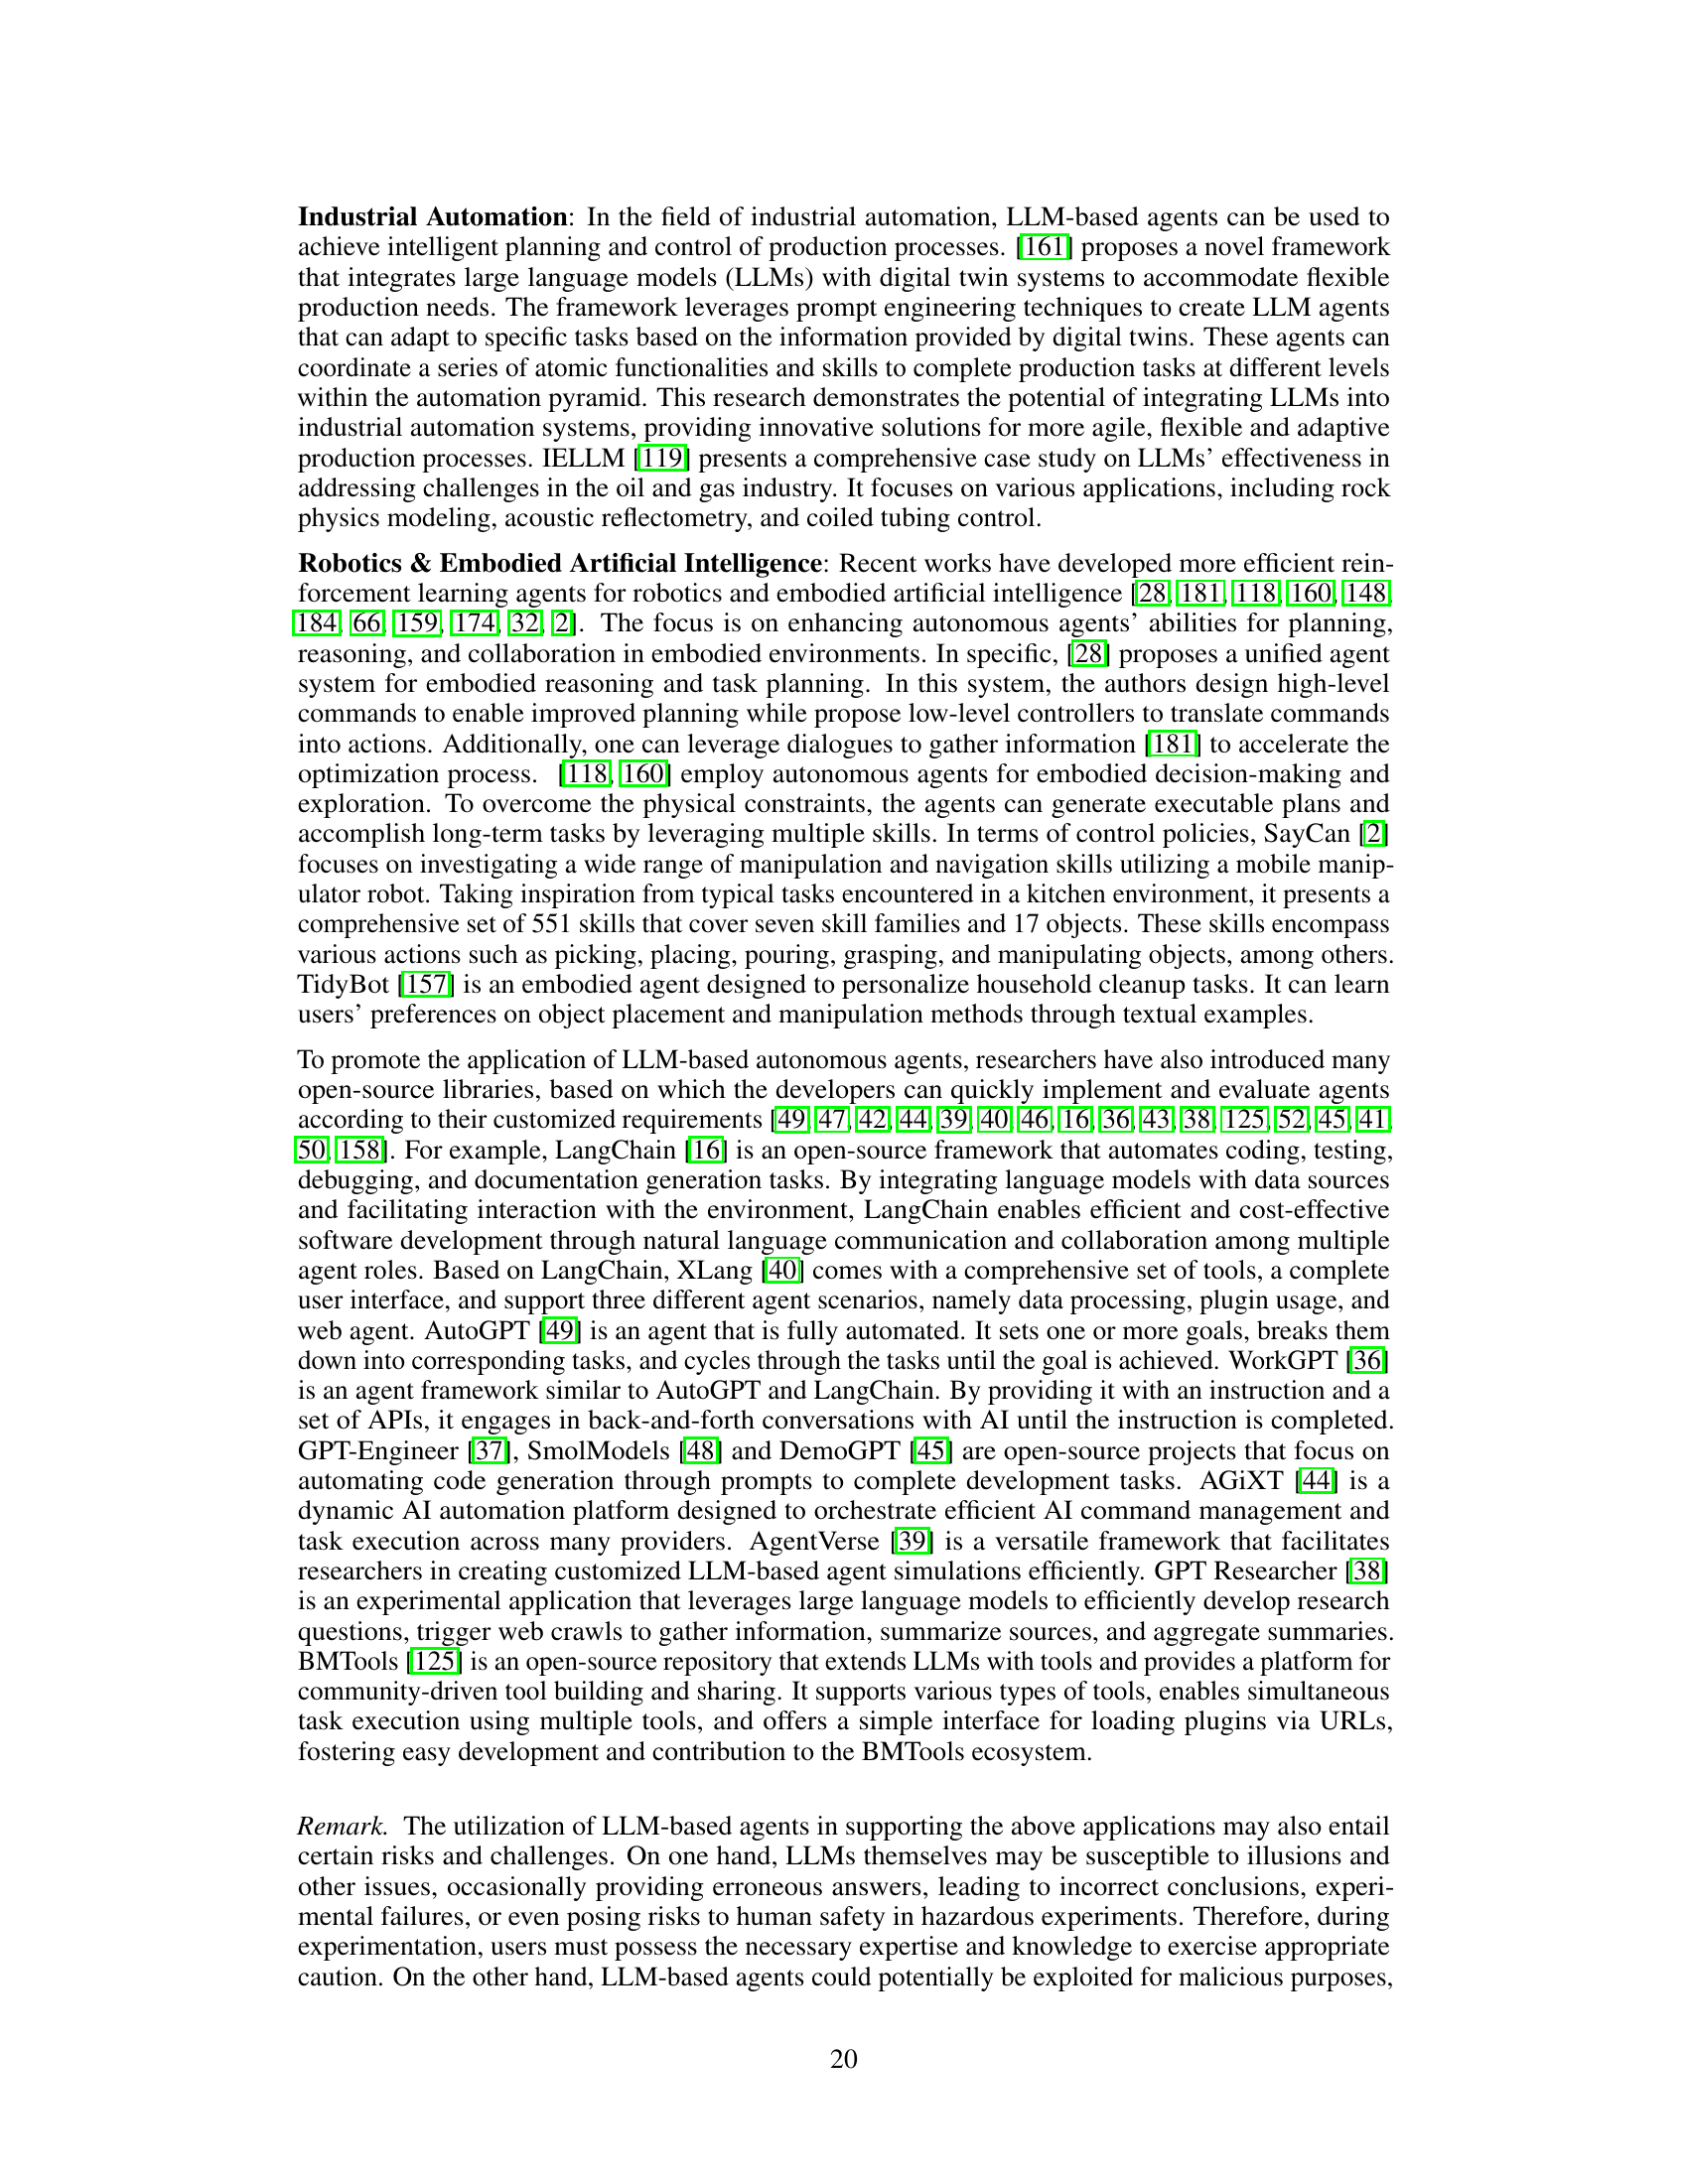 Industrial Automation: In the field of industrial automation, LLM-based agents can be used to
achieve intelligent planning and control of production processes. [161] proposes a novel framework
that integrates large language models (LLMs) with digital twin systems to accommodate flexible
production needs. The framework leverages prompt engineering techniques to create LLM agents
that can adapt to specific tasks based on the information provided by digital twins. These agents can
coordinate a series of atomic functionalities and skills to complete production tasks at different levels
within the automation pyramid. This research demonstrates the potential of integrating LLMs into
industrial automation systems, providing innovative solutions for more agile, flexible and adaptive
production processes. IELLM [119] presents a comprehensive case study on LLMs' effectiveness in
addressing challenges in the oil and gas industry. It focuses on various applications, including rock
physics modeling, acoustic reflectometry, and coiled tubing control.
Robotics & Embodied Artificial Intelligence: Recent works have developed more efficient rein-
forcement learning agents for robotics and embodied artificial intelligence [28, 181, 118, 160, 148,
184, 66, 159, 174, 32, 2]. The focus is on enhancing autonomous agents' abilities for planning,
reasoning, and collaboration in embodied environments. In specific, [28] proposes a unified agent
system for embodied reasoning and task planning. In this system, the authors design high-level
commands to enable improved planning while propose low-level controllers to translate commands
into actions. Additionally, one can leverage dialogues to gather information [181] to accelerate the
optimization process. [118, 160] employ autonomous agents for embodied decision-making and
exploration. To overcome the physical constraints, the agents can generate executable plans and
accomplish long-term tasks by leveraging multiple skills. In terms of control policies, SayCan [2]
focuses on investigating a wide range of manipulation and navigation skills utilizing a mobile manip-
ulator robot. Taking inspiration from typical tasks encountered in a kitchen environment, it presents a
comprehensive set of 551 skills that cover seven skill families and 17 objects. These skills encompass
various actions such as picking, placing, pouring, grasping, and manipulating objects, among others.
TidyBot [157] is an embodied agent designed to personalize household cleanup tasks. It can learn
users' preferences on object placement and manipulation methods through textual examples.
To promote the application of LLM-based autonomous agents, researchers have also introduced many
open-source libraries, based on which the developers can quickly implement and evaluate agents
according to their customized requirements [49, 47, 42, 44, 39, 40, 46, 16, 36, 43, 38, 125, 52, 45, 41,
50, 158]. For example, LangChain [16] is an open-source framework that automates coding, testing,
debugging, and documentation generation tasks. By integrating language models with data sources
and facilitating interaction with the environment, LangChain enables efficient and cost-effective
software development through natural language communication and collaboration among multiple
agent roles. Based on LangChain, XLang [40] comes with a comprehensive set of tools, a complete
user interface, and support three different agent scenarios, namely data processing, plugin usage, and
web agent. AutoGPT [49] is an agent that is fully automated. It sets one or more goals, breaks them
down into corresponding tasks, and cycles through the tasks until the goal is achieved. WorkGPT [36]
is an agent framework similar to AutoGPT and LangChain. By providing it with an instruction and a
set of APIs, it engages in back-and-forth conversations with AI until the instruction is completed.
GPT-Engineer [37], SmolModels [48] and DemoGPT [45] are open-source projects that focus on
automating code generation through prompts to complete development tasks. AGiXT [44] is a
dynamic AI automation platform designed to orchestrate efficient AI command management and
task execution across many providers. AgentVerse [39] is a versatile framework that facilitates
researchers in creating customized LLM-based agent simulations efficiently. GPT Researcher [38]
is an experimental application that leverages large language models to efficiently develop research
questions, trigger web crawls to gather information, summarize sources, and aggregate summaries.
BMTools [125] is an open-source repository that extends LLMs with tools and provides a platform for
community-driven tool building and sharing. It supports various types of tools, enables simultaneous
task execution using multiple tools, and offers a simple interface for loading plugins via URLs,
fostering easy development and contribution to the BMTools ecosystem.
Remark. The utilization of LLM-based agents in supporting the above applications may also entail
certain risks and challenges. On one hand, LLMs themselves may be susceptible to illusions and
other issues, occasionally providing erroneous answers, leading to incorrect conclusions, experi-
mental failures, or even posing risks to human safety in hazardous experiments. Therefore, during
experimentation, users must possess the necessary expertise and knowledge to exercise appropriate
caution. On the other hand, LLM-based agents could potentially be exploited for malicious purposes,
20